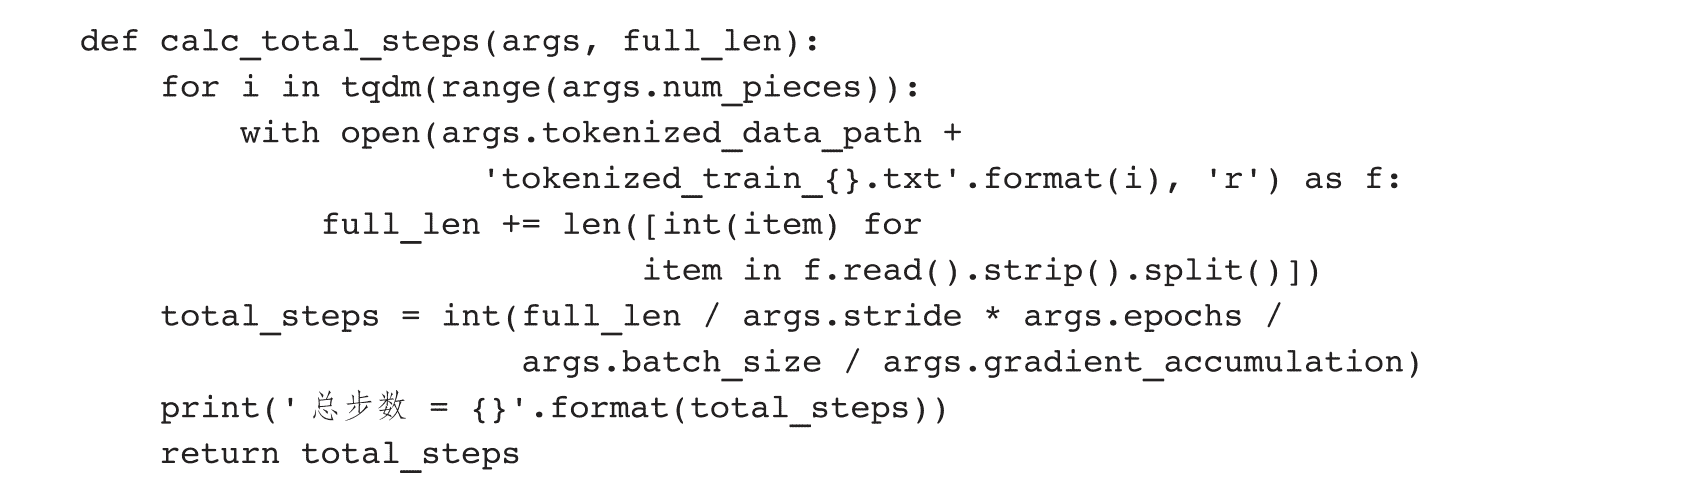 def calc_total_steps(args, full_len):
    for i in tqdm(range(args.num_pieces)):
        with open(args.tokenized_data_path +
                    'tokenized_train_{}.txt'.format(i), 'r') as f:
            full_len += len([int(item) for
                            item in f.read().strip().split()])
    total_steps = int(full_len / args.stride * args.epochs /
                      args.batch_size / args.gradient_accumulation)
    print('总步数 = {}'.format(total_steps))
    return total_steps